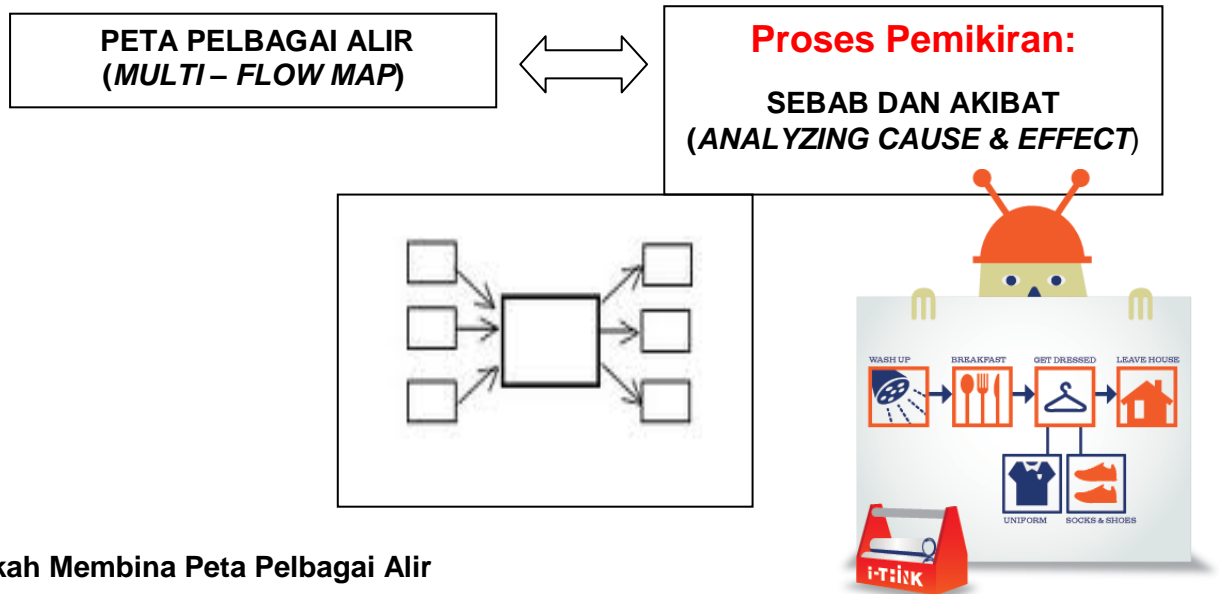 PETA PELBAGAI ALIR
(MULTI – FLOW MAP)
Proses Pemikiran:
SEBAB DAN AKIBAT
(ANALYZING CAUSE & EFFECT)
WASH UP
BREAKFAST
GET DRESSED
LEAVE HOUSE
UNIFORM
SOCKS & SHOES
i-THiNK
kah Membina Peta Pelbagai Alir